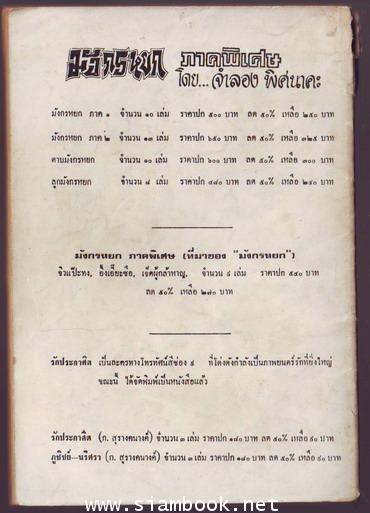 มังกรหยก ภาคพิเศษ
โดย... จำลอง พิศนาคะ
มังกรหยก ภาค ๑ จำนวน ๑๐ เล่ม ราคาปก ๕๐๐ บาท ลด ๕๐% เหลือ ๒๕๐ บาท
มังกรหยก ภาค ๒ จำนวน ๑๓ เล่ม ราคาปก ๖๕๐ บาท ลด ๕๐% เหลือ ๓๒๕ บาท
ดาบมังกรหยก จำนวน ๑๐ เล่ม ราคาปก ๖๐๐ บาท ลด ๕๐% เหลือ ๓๐๐ บาท
ลูกมังกรหยก จำนวน ๘ เล่ม ราคาปก ๔๘๐ บาท ลด ๕๐% เหลือ ๒๔๐ บาท
มังกรหยก ภาคพิเศษ (ที่มาของ "มังกรหยก")
จิวแป๊ะทง, อึ้งเอี๊ยะซือ, เจ็ดผู้กล้าหาญ, จำนวน ๙ เล่ม ราคาปก ๕๔๐ บาท
ลด ๕๐% เหลือ ๒๗๐ บาท
รักประกาศิต เป็นละครทางโทรทัศน์สีช่อง ๙ ที่โด่งดังกำลังเป็นภาพยนตร์รักที่ยิ่งใหญ่
ขณะนี้ ได้จัดพิมพ์เป็นหนังสือแล้ว
รักประกาศิต (ก. สุรางคนางค์) จำนวน ๓ เล่ม ราคาปก ๑๘๐ บาท ลด ๕๐% เหลือ ๙๐ บาท
ภูชิชย์–นริศรา (ก. สุรางคนางค์) จำนวน ๓ เล่ม ราคาปก ๑๘๐ บาท ลด ๕๐% เหลือ ๙๐ บาท
www.siambook.net